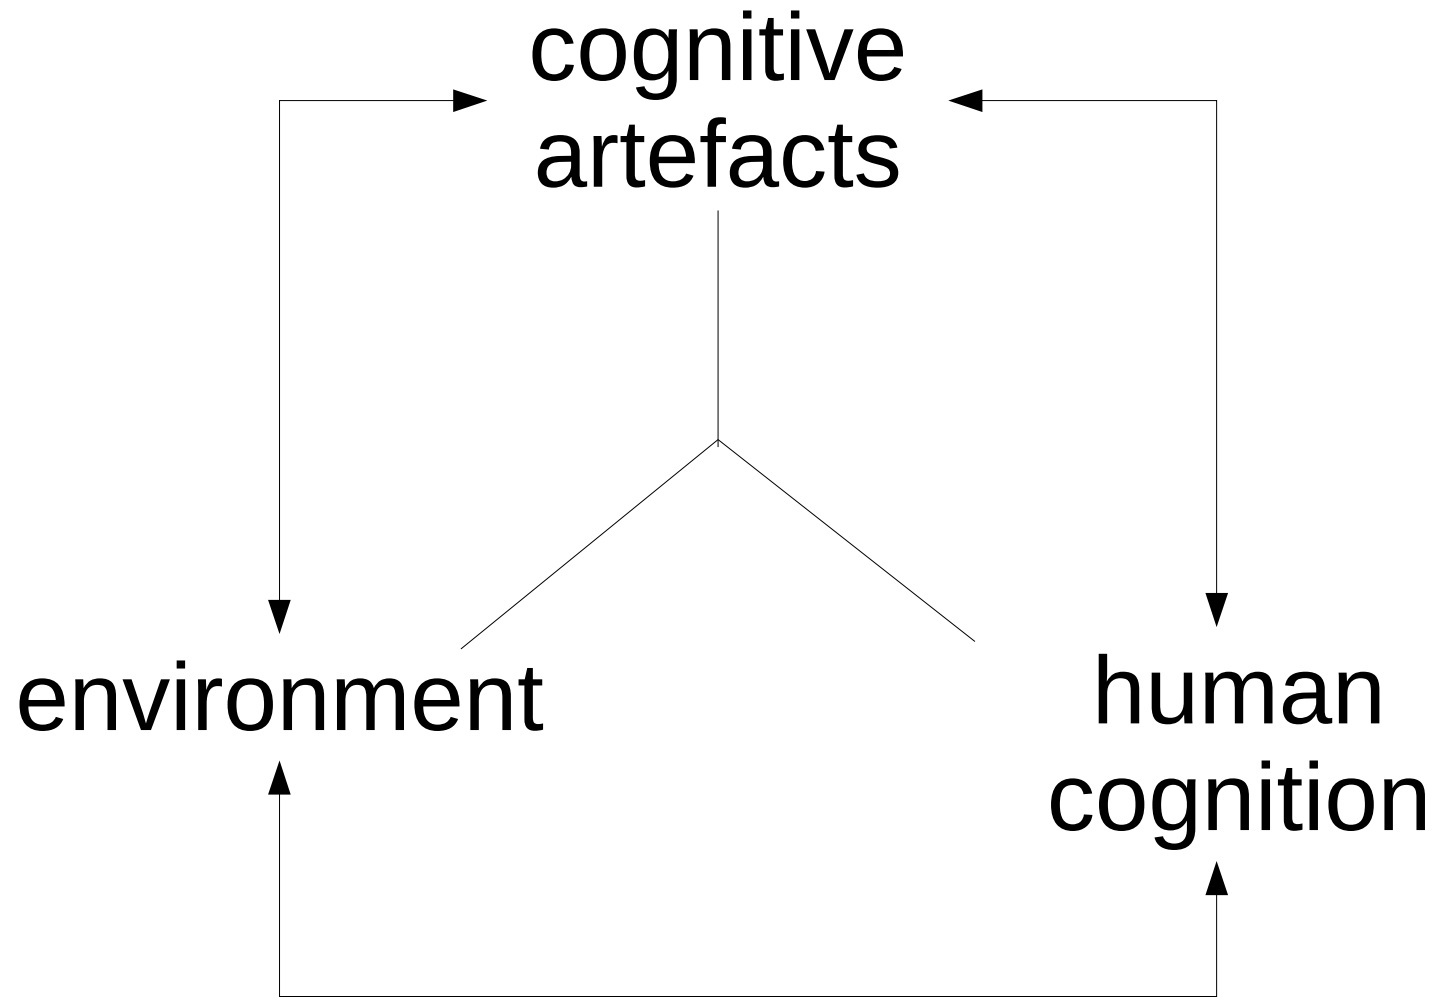 cognitive
artefacts
environment
human
cognition